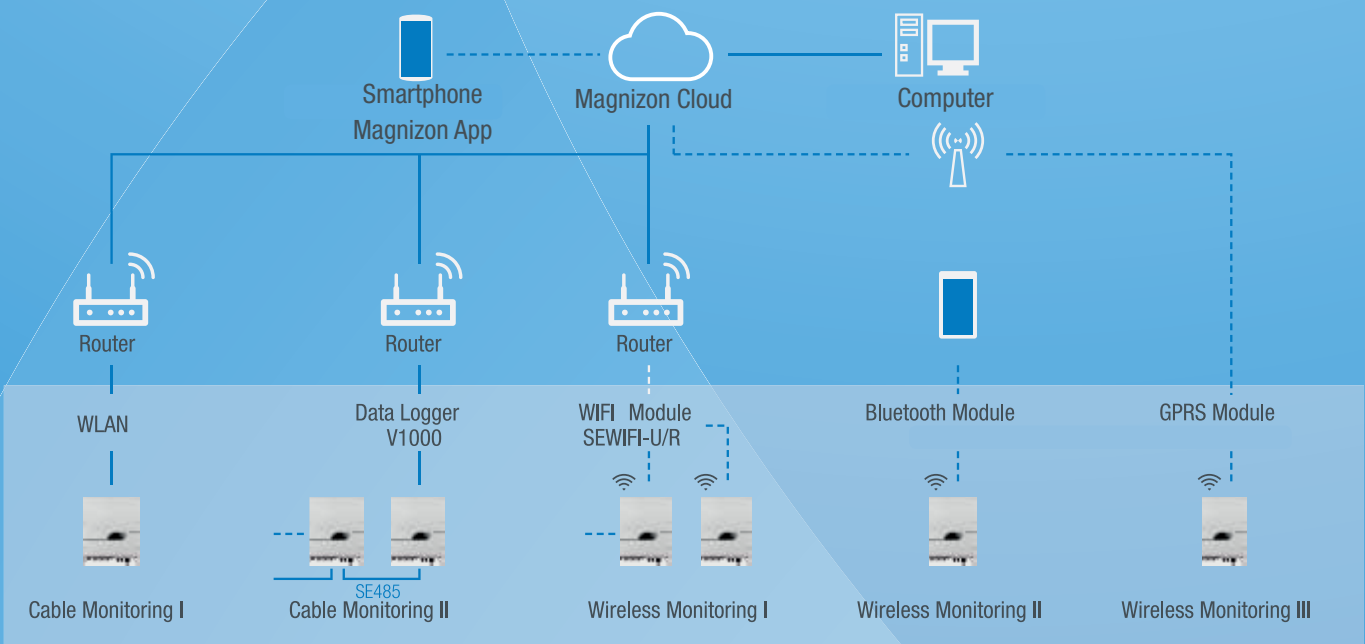 Smartphone
Magnizon App
Magnizon Cloud
Computer
Router
Router
Router
WLAN
Data Logger
V1000
WIFI Module
SEWIFI-U/R
Bluetooth Module
GPRS Module
SE485
Cable Monitoring I
Cable Monitoring II
Wireless Monitoring I
Wireless Monitoring II
Wireless Monitoring III